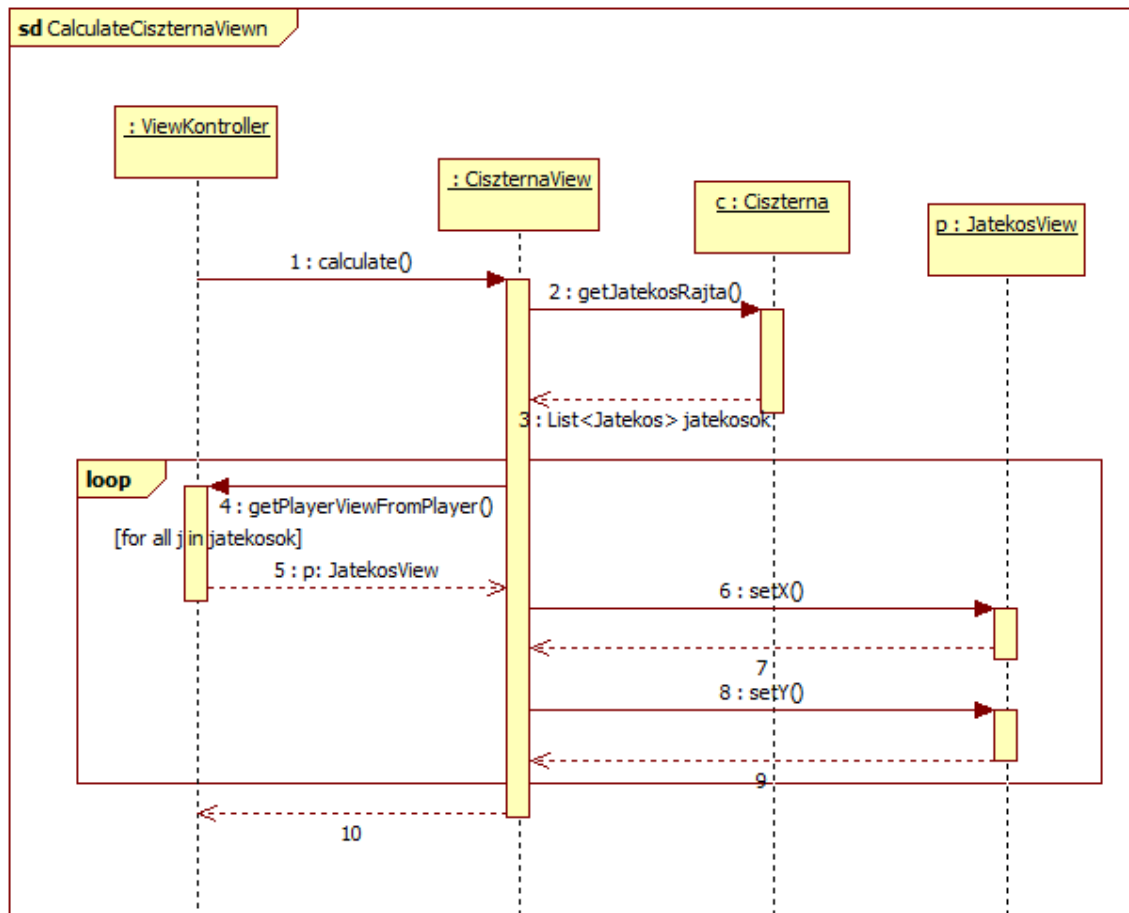 sd CalculateCiszternaViewn
: ViewKontroller
: CiszternaView
c : Ciszterna
p : JatekosView
1 : calculate()
2 : getJatekosRajta()
3 : List<Jatekos> jatekosok
loop
4 : getPlayerViewFromPlayer()
[for all j in jatekosok]
5 : p: JatekosView
6 : setX()
7
8 : setY()
9
10